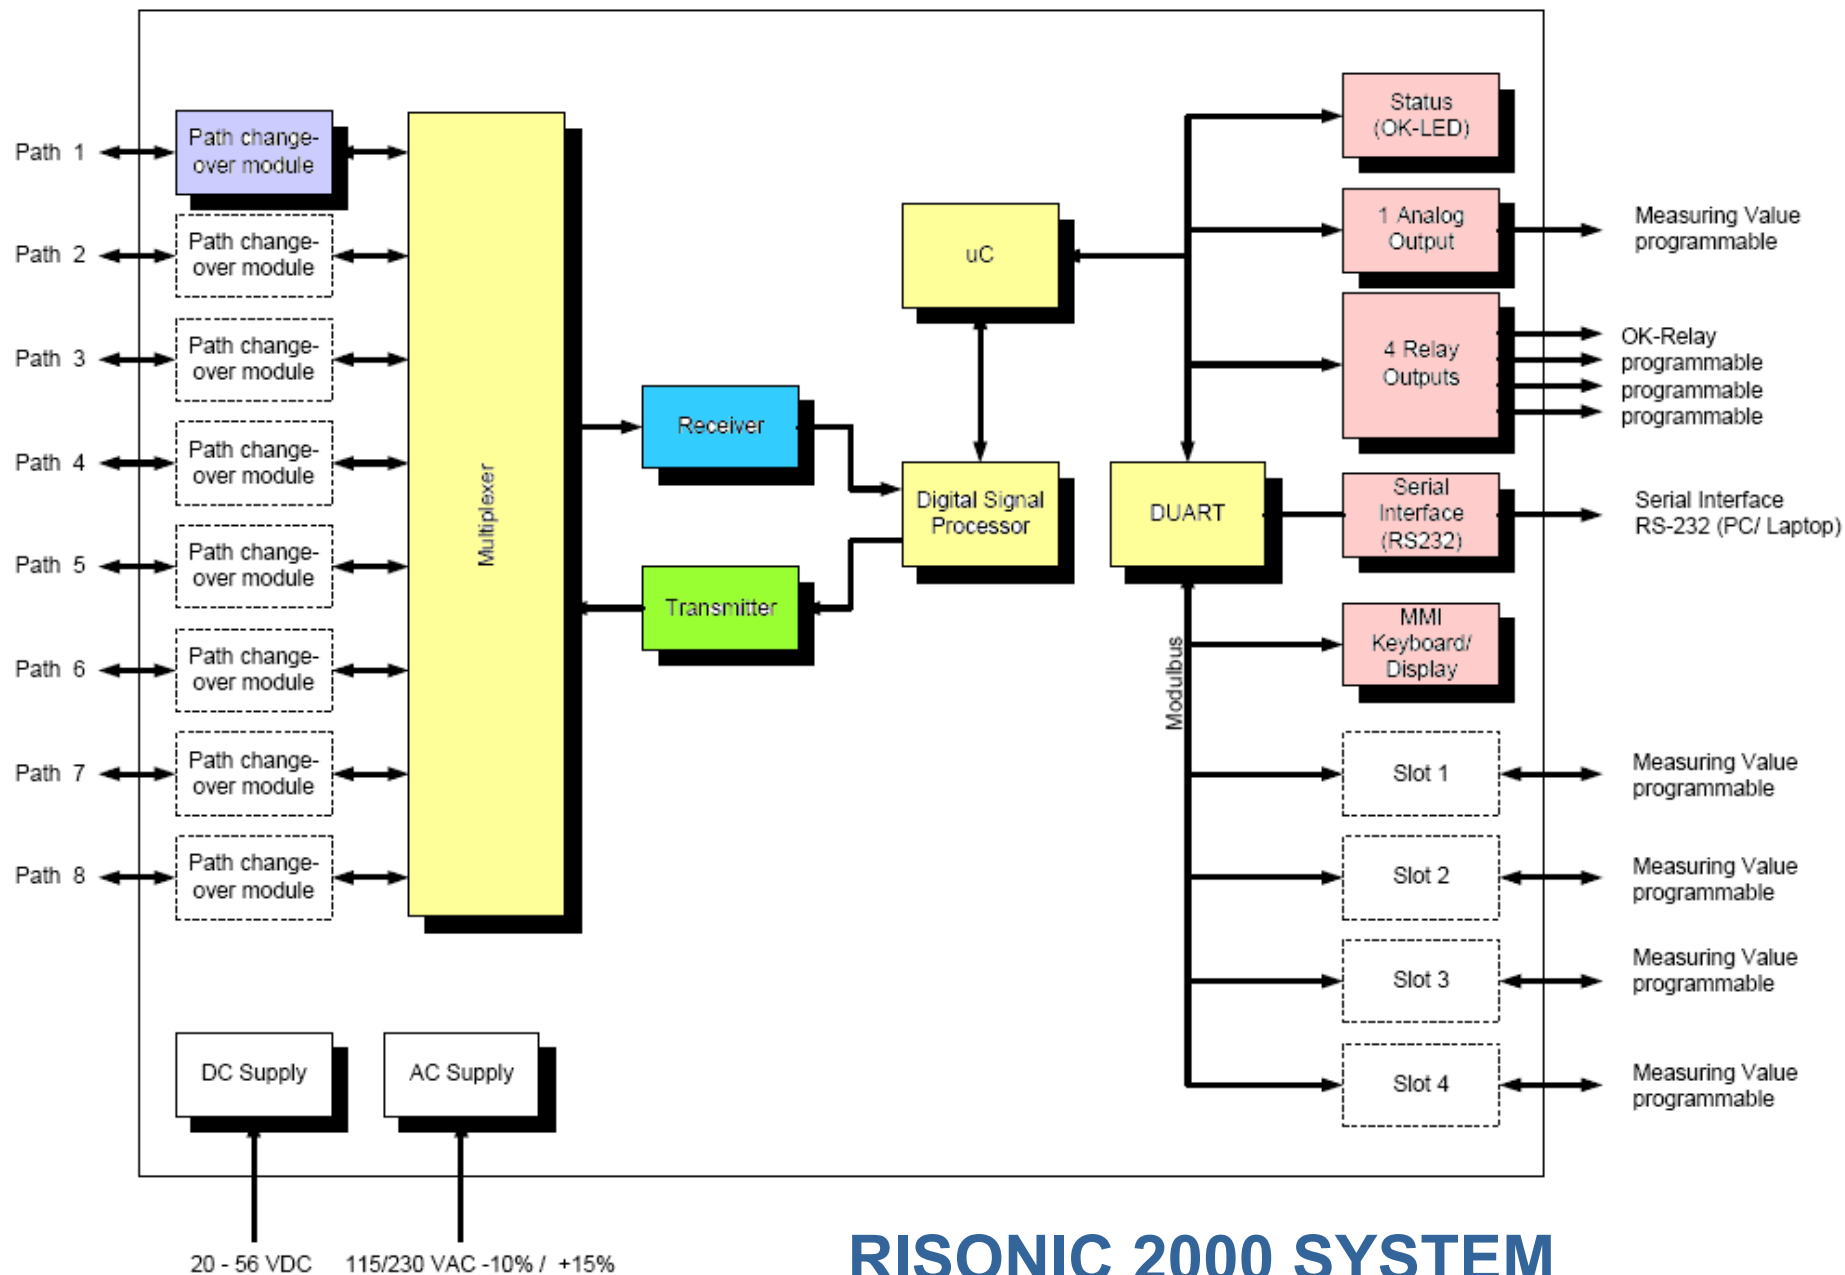 Path 1
Path change-
over module
Path 2
Path change-
over module
Path 3
Path change-
over module
Path 4
Path change-
over module
Path 5
Path change-
over module
Path 6
Path change-
over module
Path 7
Path change-
over module
Path 8
Path change-
over module
Multiplexer
Receiver
Transmitter
uC
Digital Signal
Processor
DUART
Modulbus
Status
(OK-LED)
1 Analog
Output
Measuring Value
programmable
4 Relay
Outputs
OK-Relay
programmable
programmable
programmable
Serial
Interface
(RS232)
Serial Interface
RS-232 (PC/ Laptop)
MMI
Keyboard/
Display
Slot 1
Measuring Value
programmable
Slot 2
Measuring Value
programmable
Slot 3
Measuring Value
programmable
Slot 4
Measuring Value
programmable
DC Supply
AC Supply
20 - 56 VDC
115/230 VAC -10% / +15%
RISONIC 2000 SYSTEM